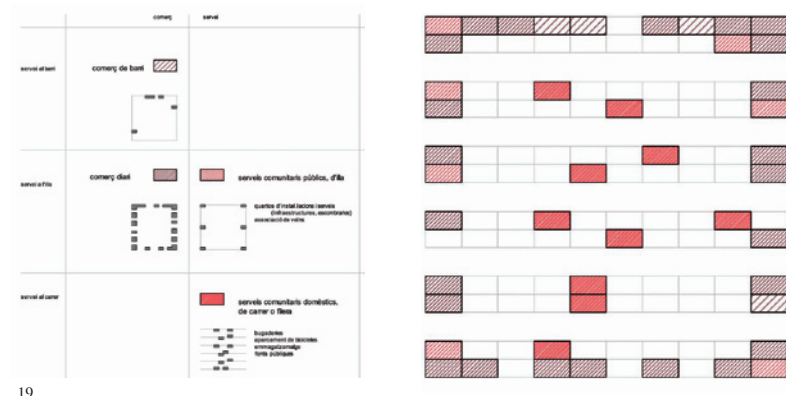 comerç
servei
servei al barri
comerç de barri
servei a l'illa
comerç diari
serveis comunitaris públics, d'illa
quartos d'instal.lacions i serveis
(infraestructures, escombraries)
associació de veïns
servei al carrer
serveis comunitaris domèstics,
de carrer o filera
bugaderies
aparcament de bicicletes
emmagatzematge
fonts públiques
19